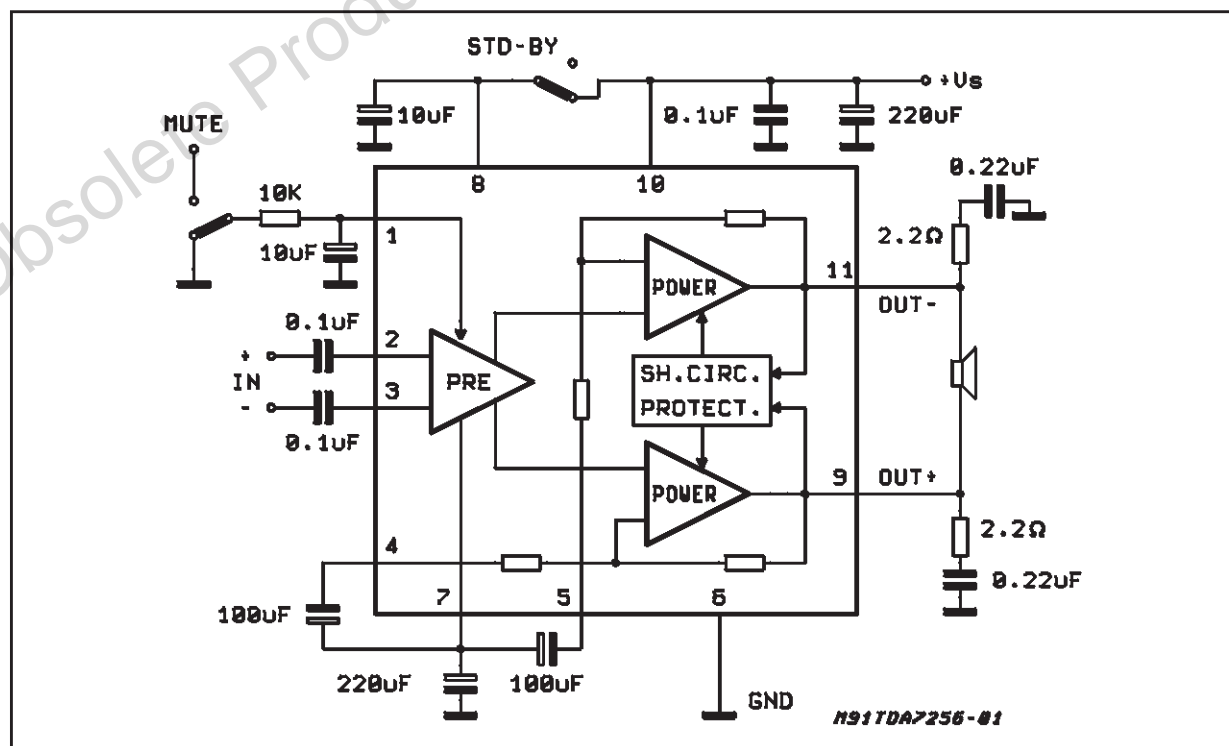 Obsolete Produc
STD-BY
+Vs
10uF
0.1uF
220uF
MUTE
0.22uF
8
10
10K
1
2.2Ω
10uF
POWER
11
OUT-
0.1uF
2
+
IN
-
PRE
SH.CIRC.
PROTECT.
3
0.1uF
POWER
9
OUT+
2.2Ω
4
0.22uF
7
5
6
100uF
220uF
100uF
GND
M91TDA7256-01